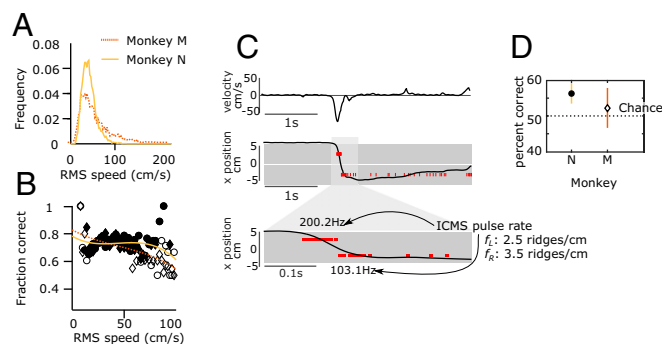 A
Monkey M
Monkey N
Frequency
0.08
0.06
0.04
0.02
0
0
100
200
RMS speed (cm/s)
B
Fraction correct
1
0.8
0.6
0.4
0
50
100
RMS speed (cm/s)
C
velocity
cm/s
50
0
-50
1s
x position
5
0
-5
1s
x position
5
0
-5
0.1s
200.2Hz
103.1Hz
ICMS pulse rate
fL: 2.5 ridges/cm
fR: 3.5 ridges/cm
D
percent correct
60
50
40
Chance
N
M
Monkey